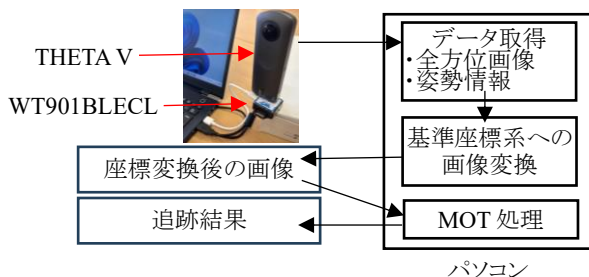 THETA V
WT901BLECL
データ取得
・全方位画像
・姿勢情報
基準座標系への
画像変換
座標変換後の画像
追跡結果
MOT 処理
パソコン